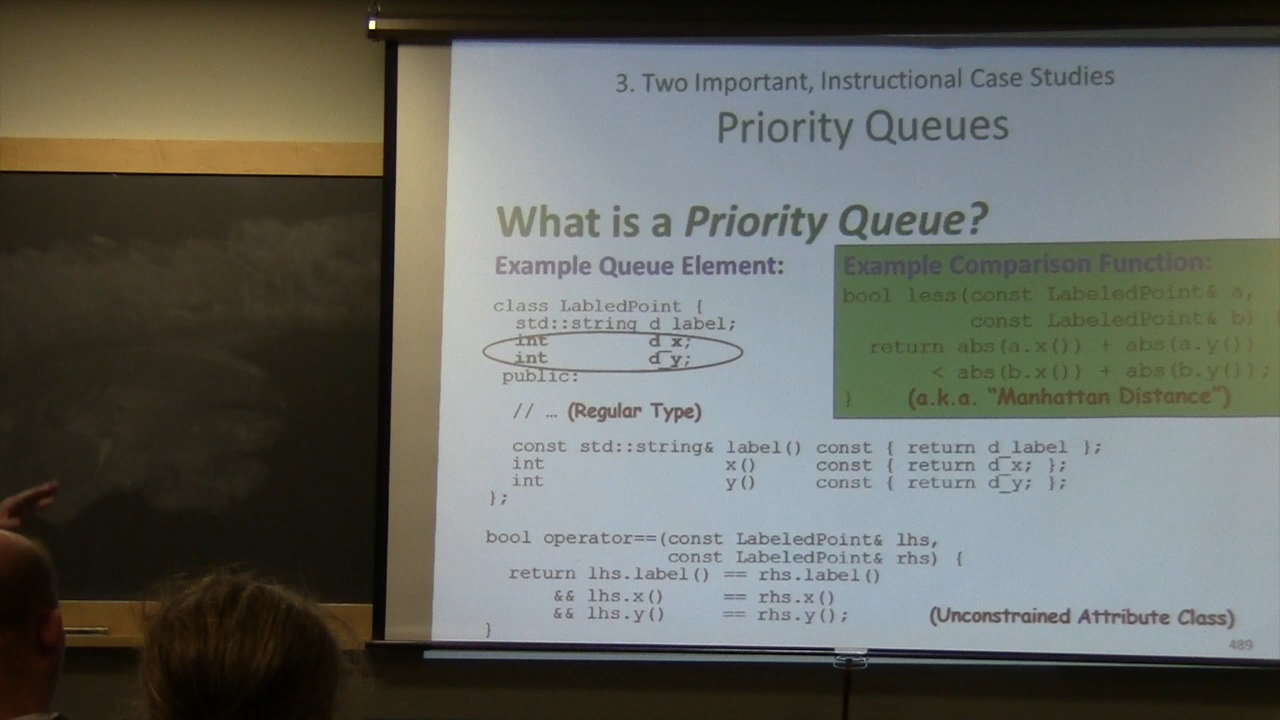 3. Two Important, Instructional Case Studies
Priority Queues
What is a Priority Queue?
Example Queue Element:
class LabledPoint {
std::string d_label;
int d_x;
int d_y;
public:
// … (Regular Type)
const std::string& label() const { return d_label };
int x() const { return d_x; };
int y() const { return d_y; };
};
Example Comparison Function:
bool less(const LabeledPoint& a,
const LabeledPoint& b) {
return abs(a.x()) + abs(a.y())
< abs(b.x()) + abs(b.y());
}
(a.k.a. “Manhattan Distance”)
bool operator==(const LabeledPoint& lhs,
const LabeledPoint& rhs) {
return lhs.label() == rhs.label()
&& lhs.x() == rhs.x()
&& lhs.y() == rhs.y();
}
(Unconstrained Attribute Class)
489